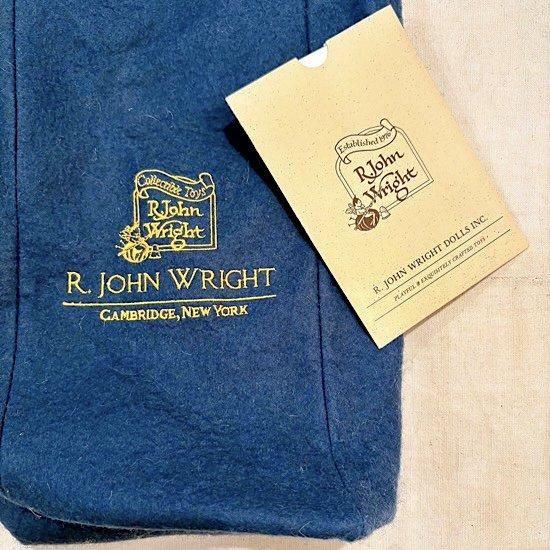 Collectible Toys
R. John
Wright
R. JOHN WRIGHT
CAMBRIDGE, NEW YORK
Established 1976
R. John
Wright
R. JOHN WRIGHT DOLLS INC.
PLAYFUL & EXQUISITELY CRAFTED TOYS